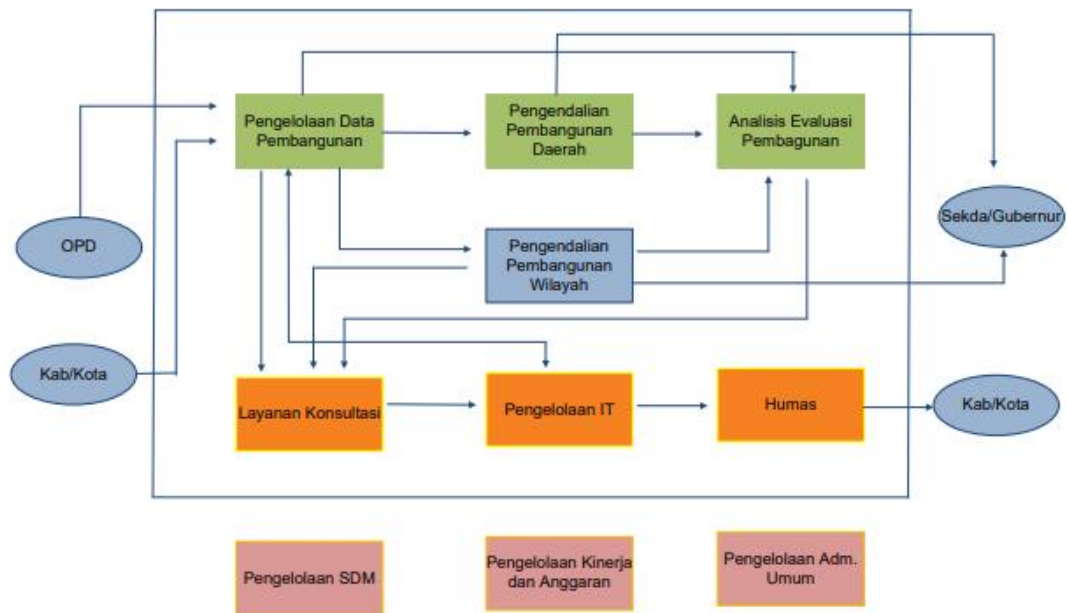 Pengelolaan Data
Pembangunan
Pengendalian
Pembangunan
Daerah
Analisis Evaluasi
Pembagunan
OPD
Pengendalian
Pembangunan
Wilayah
Sekda/Gubernur
Kab/Kota
Layanan Konsultasi
Pengelolaan IT
Humas
Kab/Kota
Pengelolaan SDM
Pengelolaan Kinerja
dan Anggaran
Pengelolaan Adm.
Umum